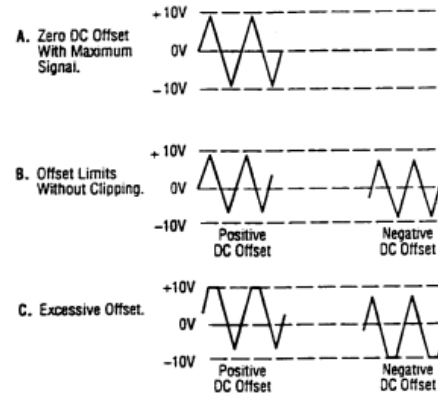 +10V
A. Zero DC Offset
With Maximum
Signal.
0V
−10V
+10V
B. Offset Limits
Without Clipping.
0V
−10V
Positive
DC Offset
Negative
DC Offset
+10V
C. Excessive Offset.
0V
−10V
Positive
DC Offset
Negative
DC Offset